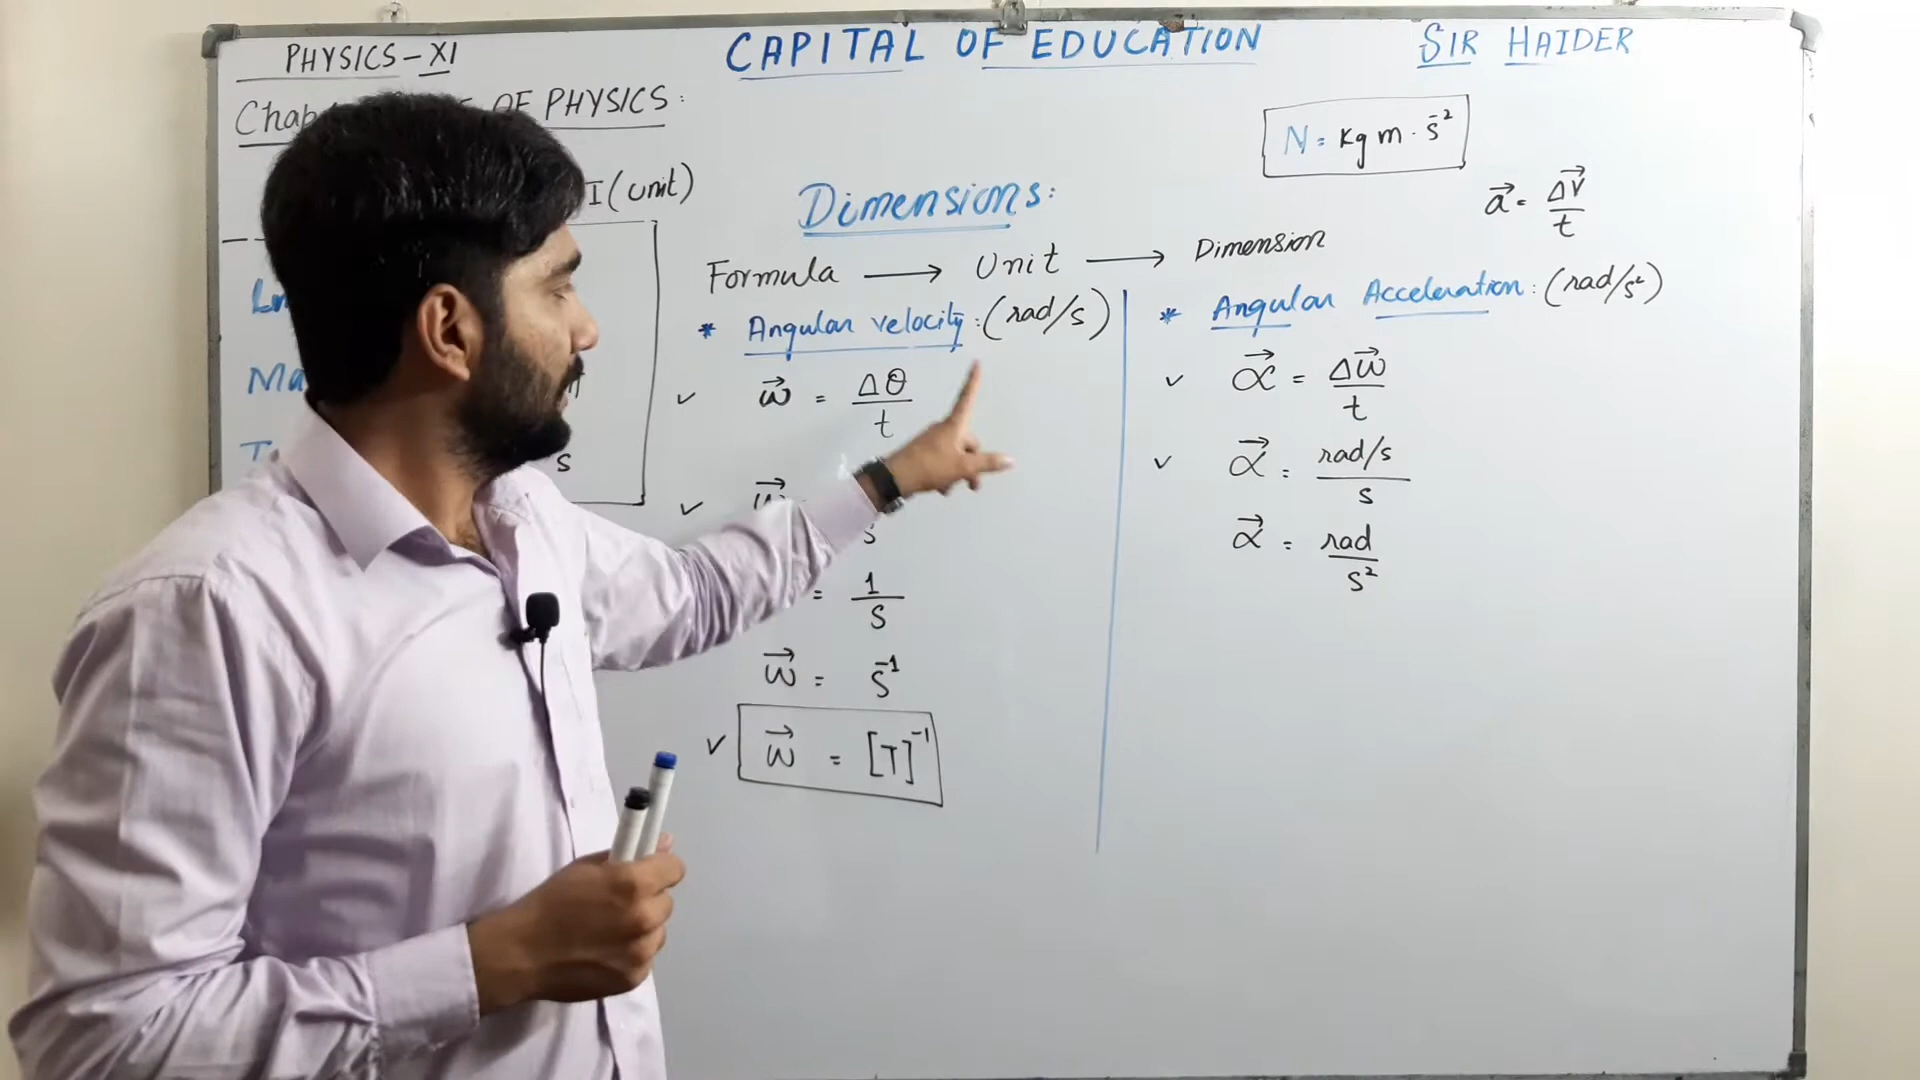 PHYSICS-XI
CAPITAL OF EDUCATION
SIR HAIDER
OF PHYSICS:
I (unit)
N = kg m · s⁻²
a⃗ = Δv⃗/t
Dimensions:
Formula ⟶ Unit ⟶ Dimension
* Angular velocity: (rad/s)
✓ ω⃗ = Δθ/t
✓
s
= 1/s
ω⃗ = s⁻¹
✓ ω⃗ = [T]⁻¹
* Angular Acceleration: (rad/s²)
✓ α⃗ = Δω⃗/t
✓ α⃗ = rad/s / s
α⃗ = rad/s²
s